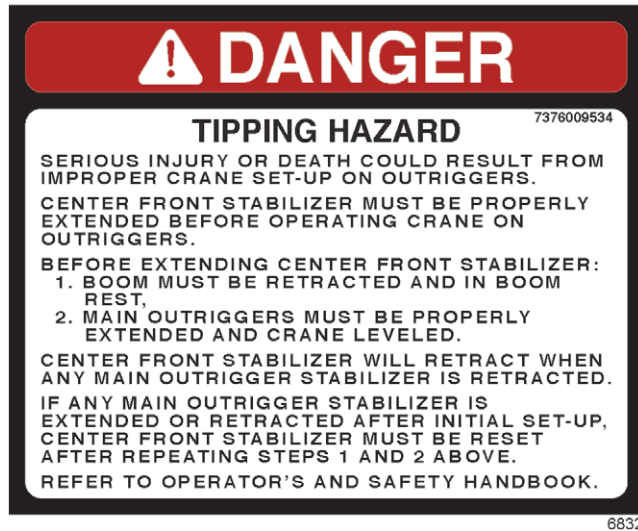 DANGER
7376009534
TIPPING HAZARD
SERIOUS INJURY OR DEATH COULD RESULT FROM
IMPROPER CRANE SET-UP ON OUTRIGGERS.
CENTER FRONT STABILIZER MUST BE PROPERLY
EXTENDED BEFORE OPERATING CRANE ON
OUTRIGGERS.
BEFORE EXTENDING CENTER FRONT STABILIZER:
1. BOOM MUST BE RETRACTED AND IN BOOM
REST,
2. MAIN OUTRIGGERS MUST BE PROPERLY
EXTENDED AND CRANE LEVELED.
CENTER FRONT STABILIZER WILL RETRACT WHEN
ANY MAIN OUTRIGGER STABILIZER IS RETRACTED.
IF ANY MAIN OUTRIGGER STABILIZER IS
EXTENDED OR RETRACTED AFTER INITIAL SET-UP,
CENTER FRONT STABILIZER MUST BE RESET
AFTER REPEATING STEPS 1 AND 2 ABOVE.
REFER TO OPERATOR'S AND SAFETY HANDBOOK.
6832